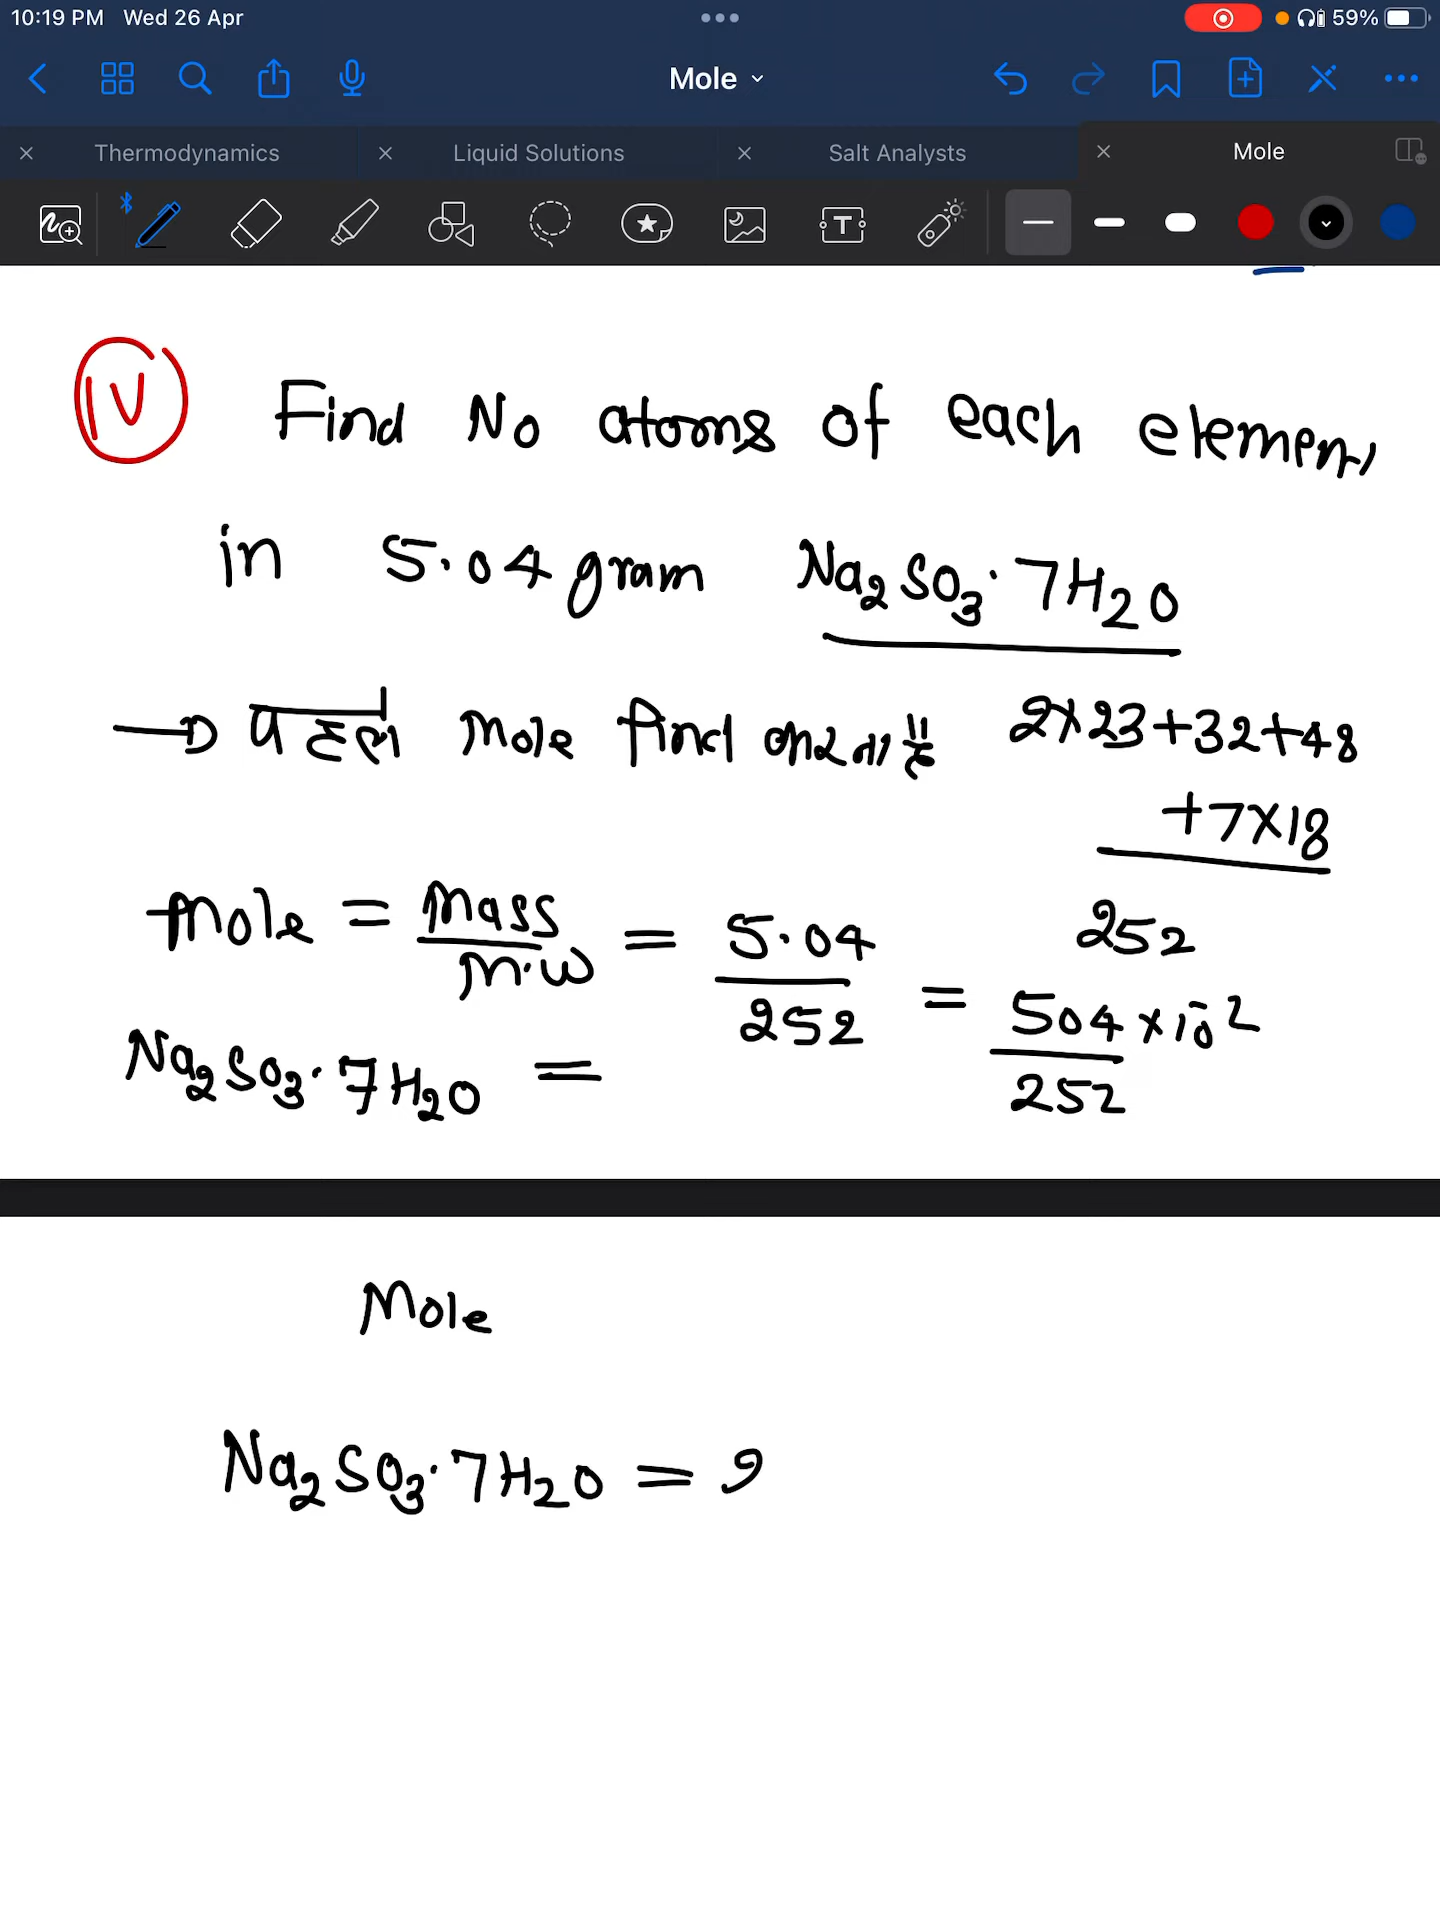 10:19 PM Wed 26 Apr 59%
Mole
Thermodynamics Liquid Solutions Salt Analysts Mole
IV Find No atoms of each element
in 5.04 gram Na₂SO₃·7H₂O
→ पहले mole find करना है 2×23+32+48
+7×18
252
mole = mass/m.w = 5.04/252 = 504×10⁻²/252
Na₂SO₃·7H₂O =
Mole
Na₂SO₃·7H₂O = 2